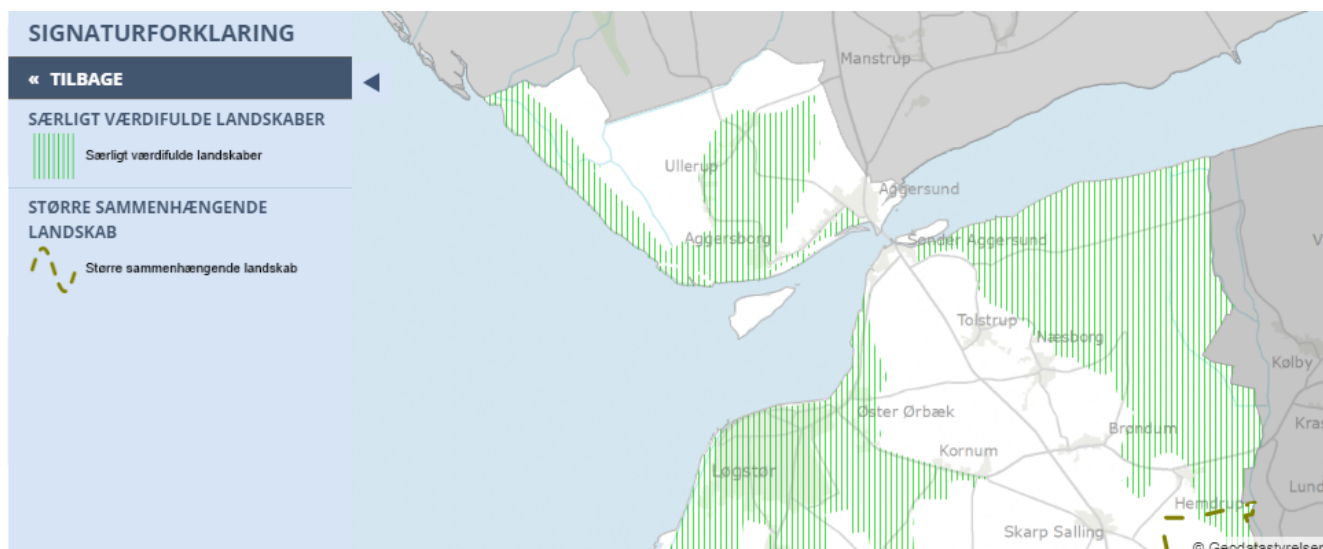 SIGNATURFORKLARING
« TILBAGE
SÆRLIGT VÆRDIFULDE LANDSKABER
Særligt værdifulde landskaber
STØRRE SAMMENHÆNGENDE
LANDSKAB
Større sammenhængende landskab
Manstrup
Ullerup
Aggersund
Aggersborg
Sønder Aggersund
V
Tolstrup
Næsborg
Kølby
Øster Ørbæk
Kras
Brøndum
Kornum
Løgstør
Lund
Hemdrup
Skarp Salling
© Geodatastyrelsen